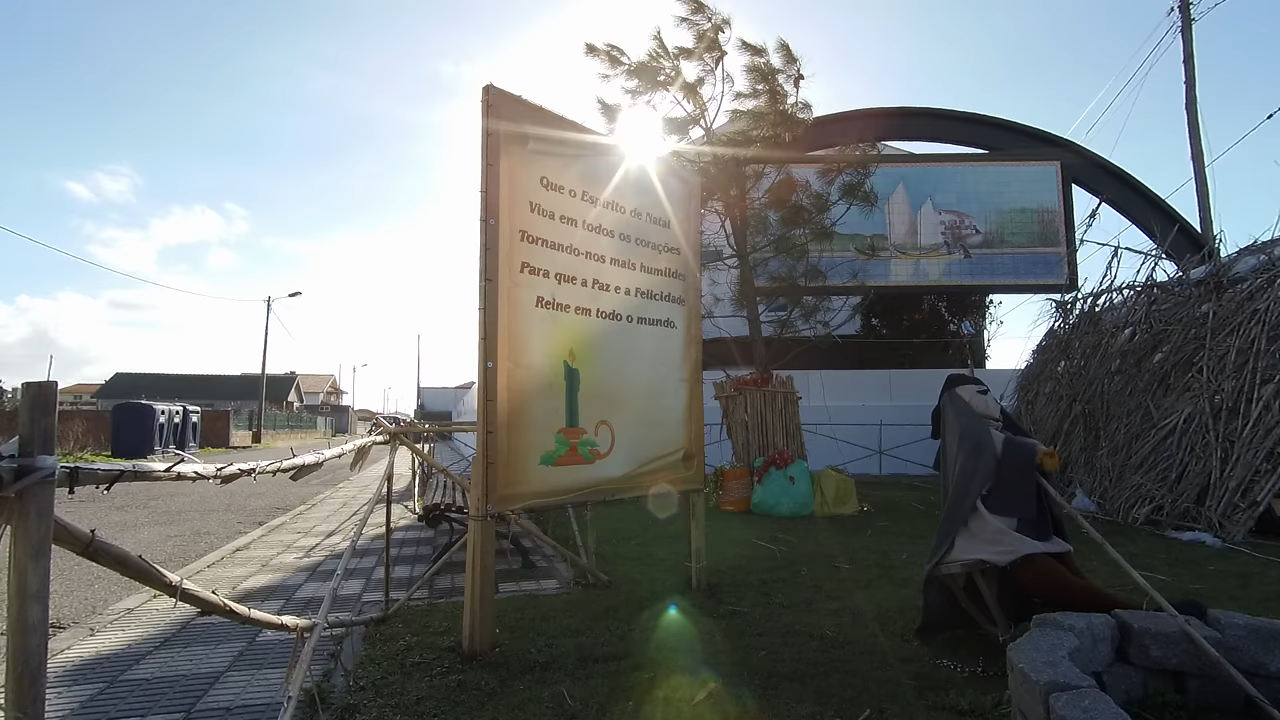 Que o Espírito de Natal
Viva em todos os corações
Tornando-nos mais humildes
Para que a Paz e a Felicidade
Reine em todo o mundo.